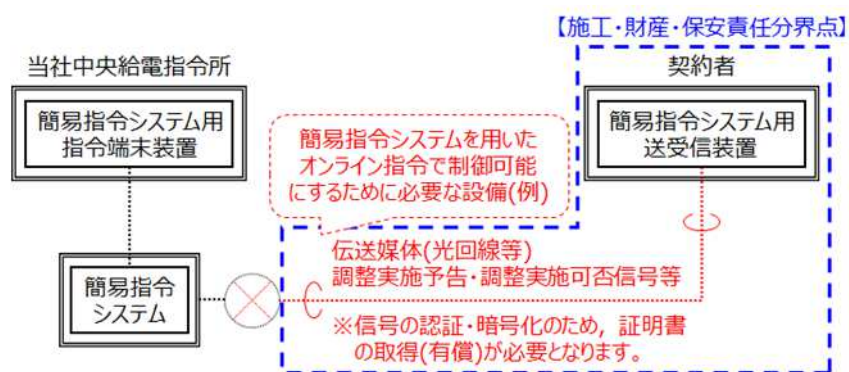 【施工・財産・保安責任分界点】
当社中央給電指令所
契約者
簡易指令システム用
指令端末装置
簡易指令システムを用いた
オンライン指令で制御可能
にするために必要な設備(例)
簡易指令システム用
送受信装置
伝送媒体(光回線等)
調整実施予告・調整実施可否信号等
簡易指令
システム
※信号の認証・暗号化のため，証明書
の取得(有償)が必要となります。